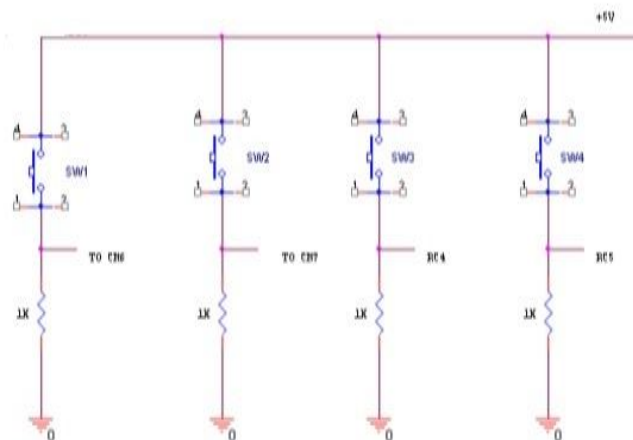 +5V
4 3 4 3 4 3 4 3
SW1 SW2 SW3 SW4
1 2 1 2 1 2 1 2
TO CN6 TO CN7 RC4 RC5
1K 1K 1K 1K
0 0 0 0